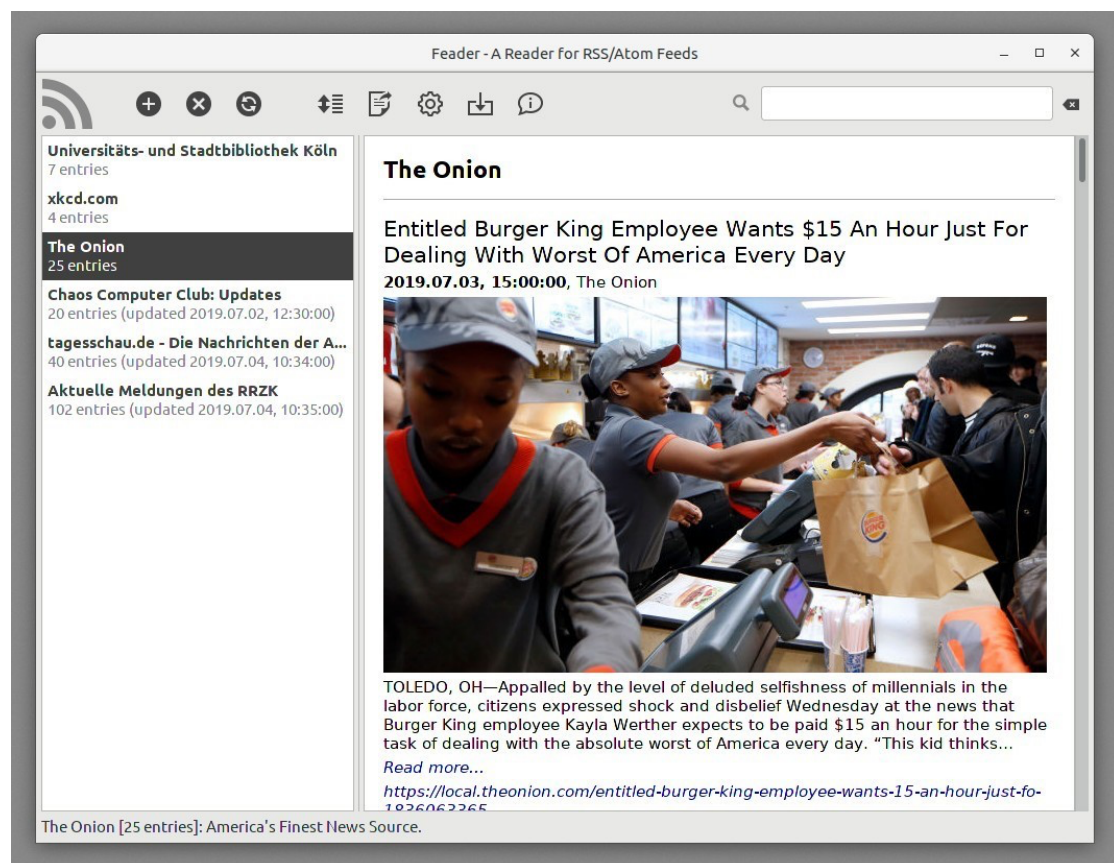 Feader - A Reader for RSS/Atom Feeds
Universitäts- und Stadtbibliothek Köln
7 entries
xkcd.com
4 entries
The Onion
25 entries
Chaos Computer Club: Updates
20 entries (updated 2019.07.02, 12:30:00)
tagesschau.de - Die Nachrichten der A...
40 entries (updated 2019.07.04, 10:34:00)
Aktuelle Meldungen des RRZK
102 entries (updated 2019.07.04, 10:35:00)
The Onion
Entitled Burger King Employee Wants $15 An Hour Just For
Dealing With Worst Of America Every Day
2019.07.03, 15:00:00, The Onion
BURGER
KING
TOLEDO, OH—Appalled by the level of deluded selfishness of millennials in the
labor force, citizens expressed shock and disbelief Wednesday at the news that
Burger King employee Kayla Werther expects to be paid $15 an hour for the simple
task of dealing with the absolute worst of America every day. “This kid thinks...
Read more...
https://local.theonion.com/entitled-burger-king-employee-wants-15-an-hour-just-fo-
1836063365
The Onion [25 entries]: America's Finest News Source.